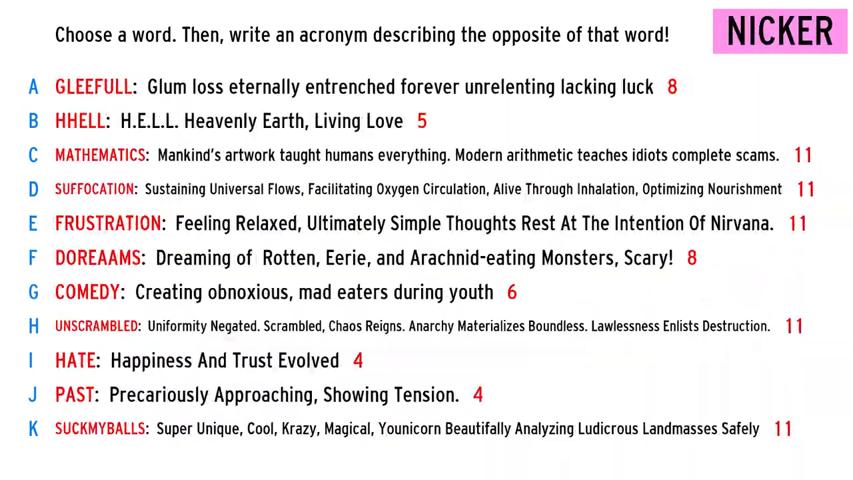 Choose a word. Then, write an acronym describing the opposite of that word!
NICKER
A GLEEFULL: Glum loss eternally entrenched forever unrelenting lacking luck 8
B HHELL: H.E.L.L. Heavenly Earth, Living Love 5
C MATHEMATICS: Mankind's artwork taught humans everything. Modern arithmetic teaches idiots complete scams. 11
D SUFFOCATION: Sustaining Universal Flows, Facilitating Oxygen Circulation, Alive Through Inhalation, Optimizing Nourishment 11
E FRUSTRATION: Feeling Relaxed, Ultimately Simple Thoughts Rest At The Intention Of Nirvana. 11
F DOREAAMS: Dreaming of Rotten, Eerie, and Arachnid-eating Monsters, Scary! 8
G COMEDY: Creating obnoxious, mad eaters during youth 6
H UNSCRAMBLED: Uniformity Negated. Scrambled, Chaos Reigns. Anarchy Materializes Boundless. Lawlessness Enlists Destruction. 11
I HATE: Happiness And Trust Evolved 4
J PAST: Precariously Approaching, Showing Tension. 4
K SUCKMYBALLS: Super Unique, Cool, Krazy, Magical, Younicorn Beautifally Analyzing Ludicrous Landmasses Safely 11